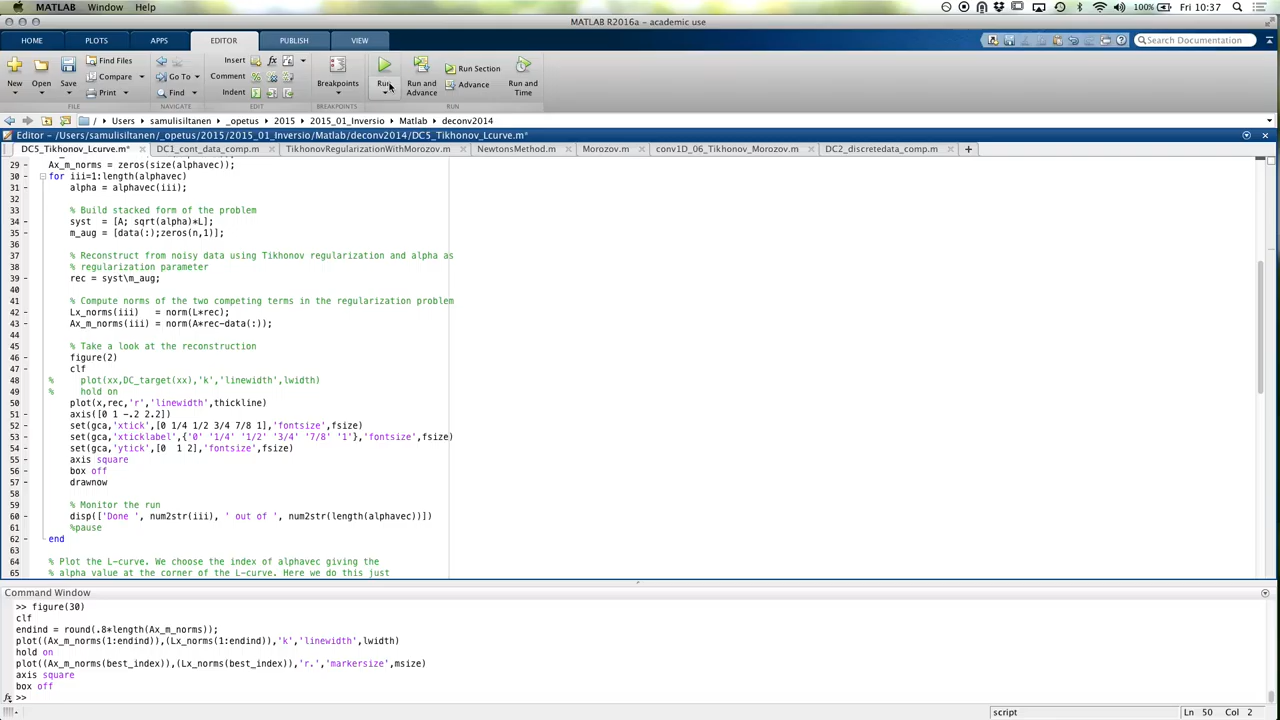 MATLAB Window Help 100% Fri 10:37
MATLAB R2016a - academic use
HOME PLOTS APPS EDITOR PUBLISH VIEW Search Documentation
New Open Save Find Files Compare Print Go To Find Insert Comment Indent Breakpoints Run Run and Advance Run Section Advance Run and Time
FILE NAVIGATE EDIT BREAKPOINTS RUN
/ Users samulisiltanen _opetus 2015 2015_01_Inversio Matlab deconv2014
Editor - /Users/samulisiltanen/_opetus/2015/2015_01_Inversio/Matlab/deconv2014/DC5_Tikhonov_Lcurve.m*
DC5_Tikhonov_Lcurve.m* DC1_cont_data_comp.m TikhonovRegularizationWithMorozov.m NewtonsMethod.m Morozov.m conv1D_06_Tikhonov_Morozov.m DC2_discretedata_comp.m
29 Ax_m_norms = zeros(size(alphavec));
30 for iii=1:length(alphavec)
31 alpha = alphavec(iii);
32
33 % Build stacked form of the problem
34 syst = [A; sqrt(alpha)*L];
35 m_aug = [data(:);zeros(n,1)];
36
37 % Reconstruct from noisy data using Tikhonov regularization and alpha as
38 % regularization parameter
39 rec = syst\m_aug;
40
41 % Compute norms of the two competing terms in the regularization problem
42 Lx_norms(iii) = norm(L*rec);
43 Ax_m_norms(iii) = norm(A*rec-data(:));
44
45 % Take a look at the reconstruction
46 figure(2)
47 clf
48 % plot(xx,DC_target(xx),'k','linewidth',lwidth)
49 % hold on
50 plot(x,rec,'r','linewidth',thickline)
51 axis([0 1 -.2 2.2])
52 set(gca,'xtick',[0 1/4 1/2 3/4 7/8 1],'fontsize',fsize)
53 set(gca,'xticklabel',{'0' '1/4' '1/2' '3/4' '7/8' '1'},'fontsize',fsize)
54 set(gca,'ytick',[0 1 2],'fontsize',fsize)
55 axis square
56 box off
57 drawnow
58
59 % Monitor the run
60 disp(['Done ', num2str(iii), ' out of ', num2str(length(alphavec))])
61 %pause
62 end
63
64 % Plot the L-curve. We choose the index of alphavec giving the
65 % alpha value at the corner of the L-curve. Here we do this just
Command Window
>> figure(30)
clf
endind = round(.8*length(Ax_m_norms));
plot((Ax_m_norms(1:endind)),(Lx_norms(1:endind)),'k','linewidth',lwidth)
hold on
plot((Ax_m_norms(best_index)),(Lx_norms(best_index)),'r.','markersize',msize)
axis square
box off
fx >>
script Ln 50 Col 2